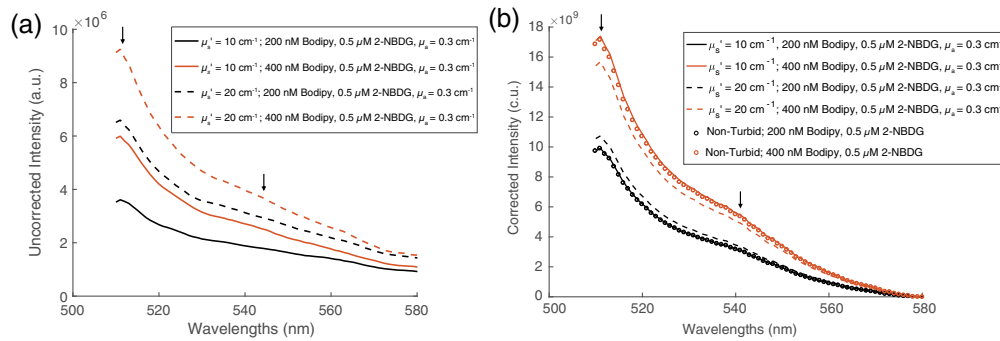 (a)
10 ×10⁶
8
6
4
2
0
500 520 540 560 580
Wavelengths (nm)
Uncorrected Intensity (a.u.)
μₛ' = 10 cm⁻¹; 200 nM Bodipy, 0.5 μM 2-NBDG, μₐ = 0.3 cm⁻¹
μₛ' = 10 cm⁻¹; 400 nM Bodipy, 0.5 μM 2-NBDG, μₐ = 0.3 cm⁻¹
μₛ' = 20 cm⁻¹; 200 nM Bodipy, 0.5 μM 2-NBDG, μₐ = 0.3 cm⁻¹
μₛ' = 20 cm⁻¹; 400 nM Bodipy, 0.5 μM 2-NBDG, μₐ = 0.3 cm⁻¹
(b)
18 ×10⁹
16
14
12
10
8
6
4
2
0
500 520 540 560 580
Wavelengths (nm)
Corrected Intensity (c.u.)
μₛ' = 10 cm⁻¹, 200 nM Bodipy, 0.5 μM 2-NBDG, μₐ = 0.3 cm⁻¹
μₛ' = 10 cm⁻¹, 400 nM Bodipy, 0.5 μM 2-NBDG, μₐ = 0.3 cm⁻¹
μₛ' = 20 cm⁻¹, 200 nM Bodipy, 0.5 μM 2-NBDG, μₐ = 0.3 cm⁻¹
μₛ' = 20 cm⁻¹, 400 nM Bodipy, 0.5 μM 2-NBDG, μₐ = 0.3 cm⁻¹
Non-Turbid; 200 nM Bodipy, 0.5 μM 2-NBDG
Non-Turbid; 400 nM Bodipy, 0.5 μM 2-NBDG